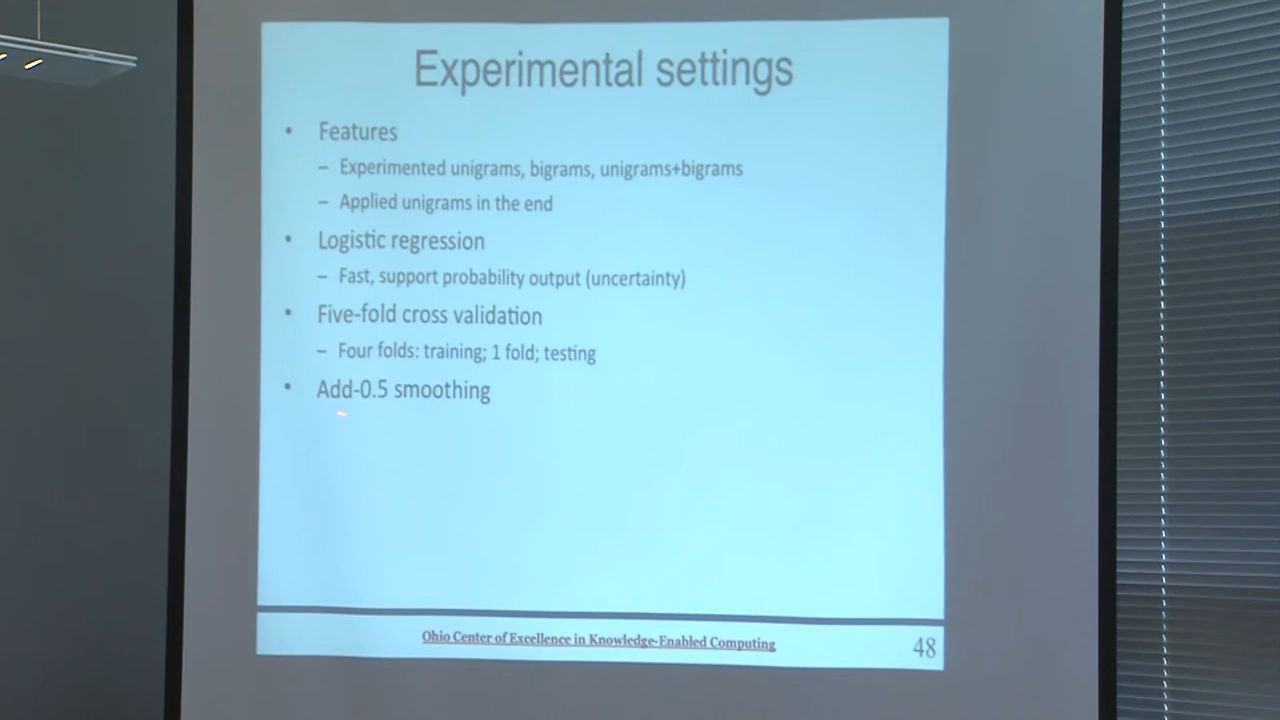 Experimental settings
• Features
– Experimented unigrams, bigrams, unigrams+bigrams
– Applied unigrams in the end
• Logistic regression
– Fast, support probability output (uncertainty)
• Five-fold cross validation
– Four folds: training; 1 fold; testing
• Add-0.5 smoothing
Ohio Center of Excellence in Knowledge-Enabled Computing
48